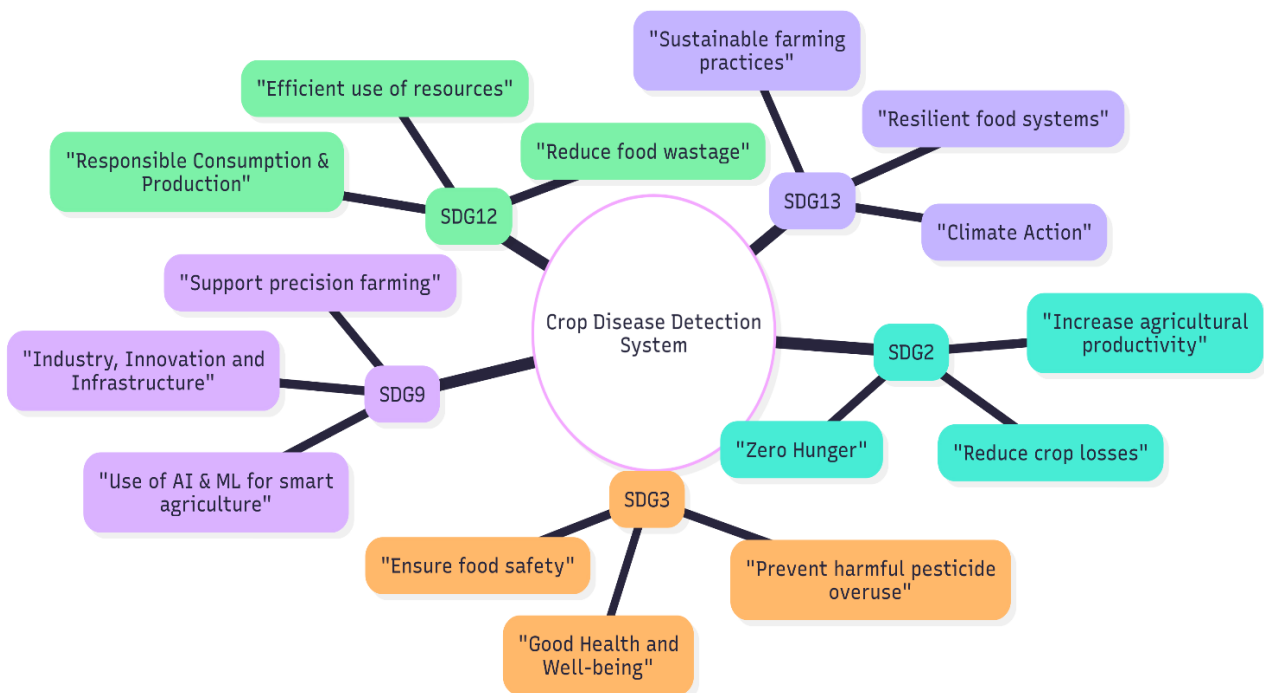 "Sustainable farming
practices"
"Efficient use of resources"
"Resilient food systems"
"Responsible Consumption &
Production"
"Reduce food wastage"
SDG12
SDG13
"Climate Action"
"Support precision farming"
Crop Disease Detection
System
"Industry, Innovation and
Infrastructure"
SDG9
SDG2
"Increase agricultural
productivity"
"Zero Hunger"
"Reduce crop losses"
"Use of AI & ML for smart
agriculture"
SDG3
"Ensure food safety"
"Prevent harmful pesticide
overuse"
"Good Health and
Well-being"